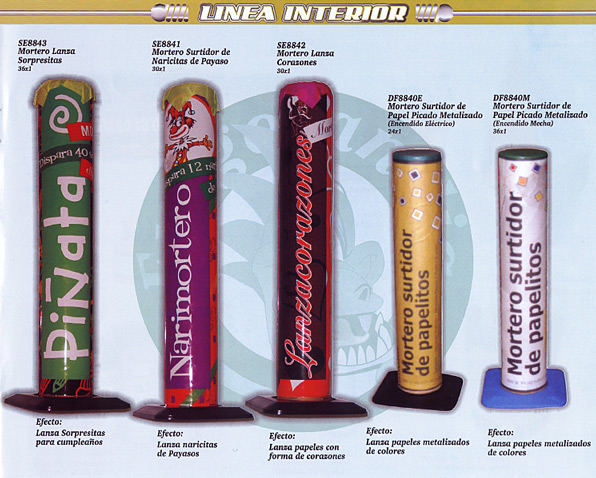 LINEA INTERIOR
SE8843
Mortero Lanza
Sorpresitas
36x1
SE8841
Mortero Surtidor de
Naricitas de Payaso
30x1
SE8842
Mortero Lanza
Corazones
30x1
DF8840E
Mortero Surtidor de
Papel Picado Metalizado
(Encendido Eléctrico)
24x1
DF8840M
Mortero Surtidor de
Papel Picado Metalizado
(Encendido Mecha)
36x1
Dispara 40
Piñata
Dispara 12
Narimortero
Lanzacorazones
Mortero surtidor
de papelitos
Mortero surtidor
de papelitos
Efecto:
Lanza Sorpresitas
para cumpleaños
Efecto:
Lanza naricitas
de Payasos
Efecto:
Lanza papeles con
forma de corazones
Efecto:
Lanza papeles metalizados
de colores
Efecto:
Lanza papeles metalizados
de colores